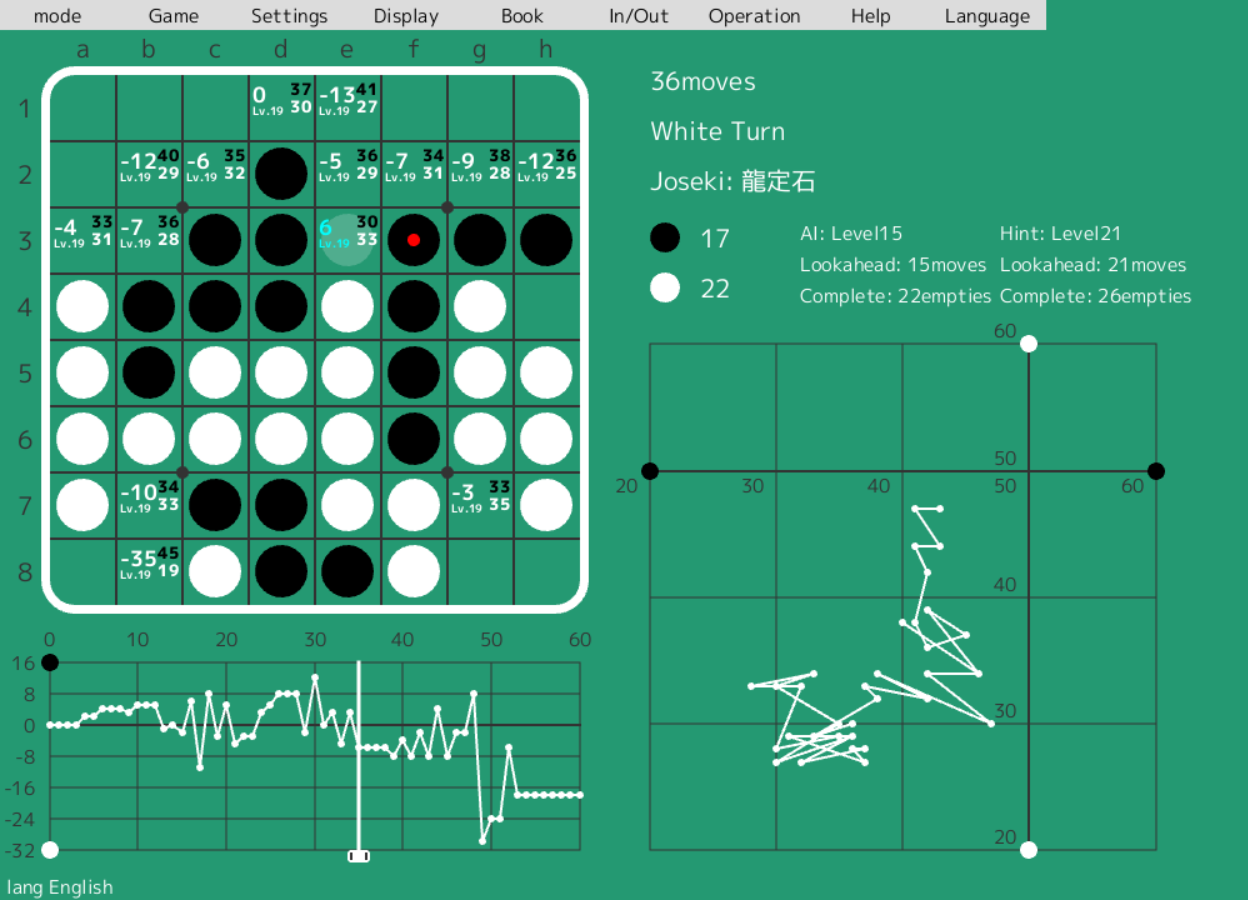 mode Game Settings Display Book In/Out Operation Help Language
a b c d e f g h
36moves
White Turn
Joseki: 龍定石
1
0 37
Lv.19 30
-13 41
Lv.19 27
2
-12 40
Lv.19 29
-6 35
Lv.19 32
-5 36
Lv.19 29
-7 34
Lv.19 31
-9 38
Lv.19 28
-12 36
Lv.19 25
3
-4 33
Lv.19 31
-7 36
Lv.19 28
6 30
Lv.19 33
4
5
6
7
-10 34
Lv.19 33
-3 33
Lv.19 35
8
-35 45
Lv.19 19
17
22
AI: Level15
Lookahead: 15moves
Complete: 22empties
Hint: Level21
Lookahead: 21moves
Complete: 26empties
60
50
20 30 40 50 60
40
30
20
0 10 20 30 40 50 60
16
8
0
-8
-16
-24
-32
lang English